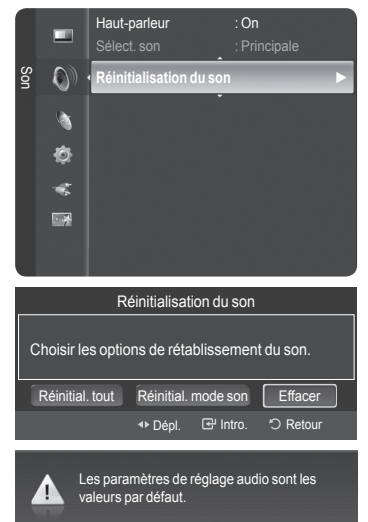 Son
Haut-parleur : On
Sélect. son : Principale
Réinitialisation du son
Réinitialisation du son
Choisir les options de rétablissement du son.
Réinitial. tout Réinitial. mode son Effacer
Dépl. Intro. Retour
Les paramètres de réglage audio sont les
valeurs par défaut.